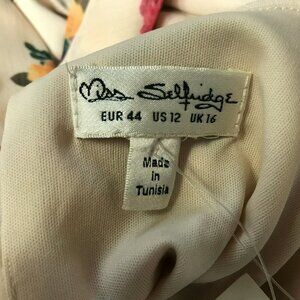 Miss Selfridge
EUR 44 US 12 UK 16
Made
in
Tunisia